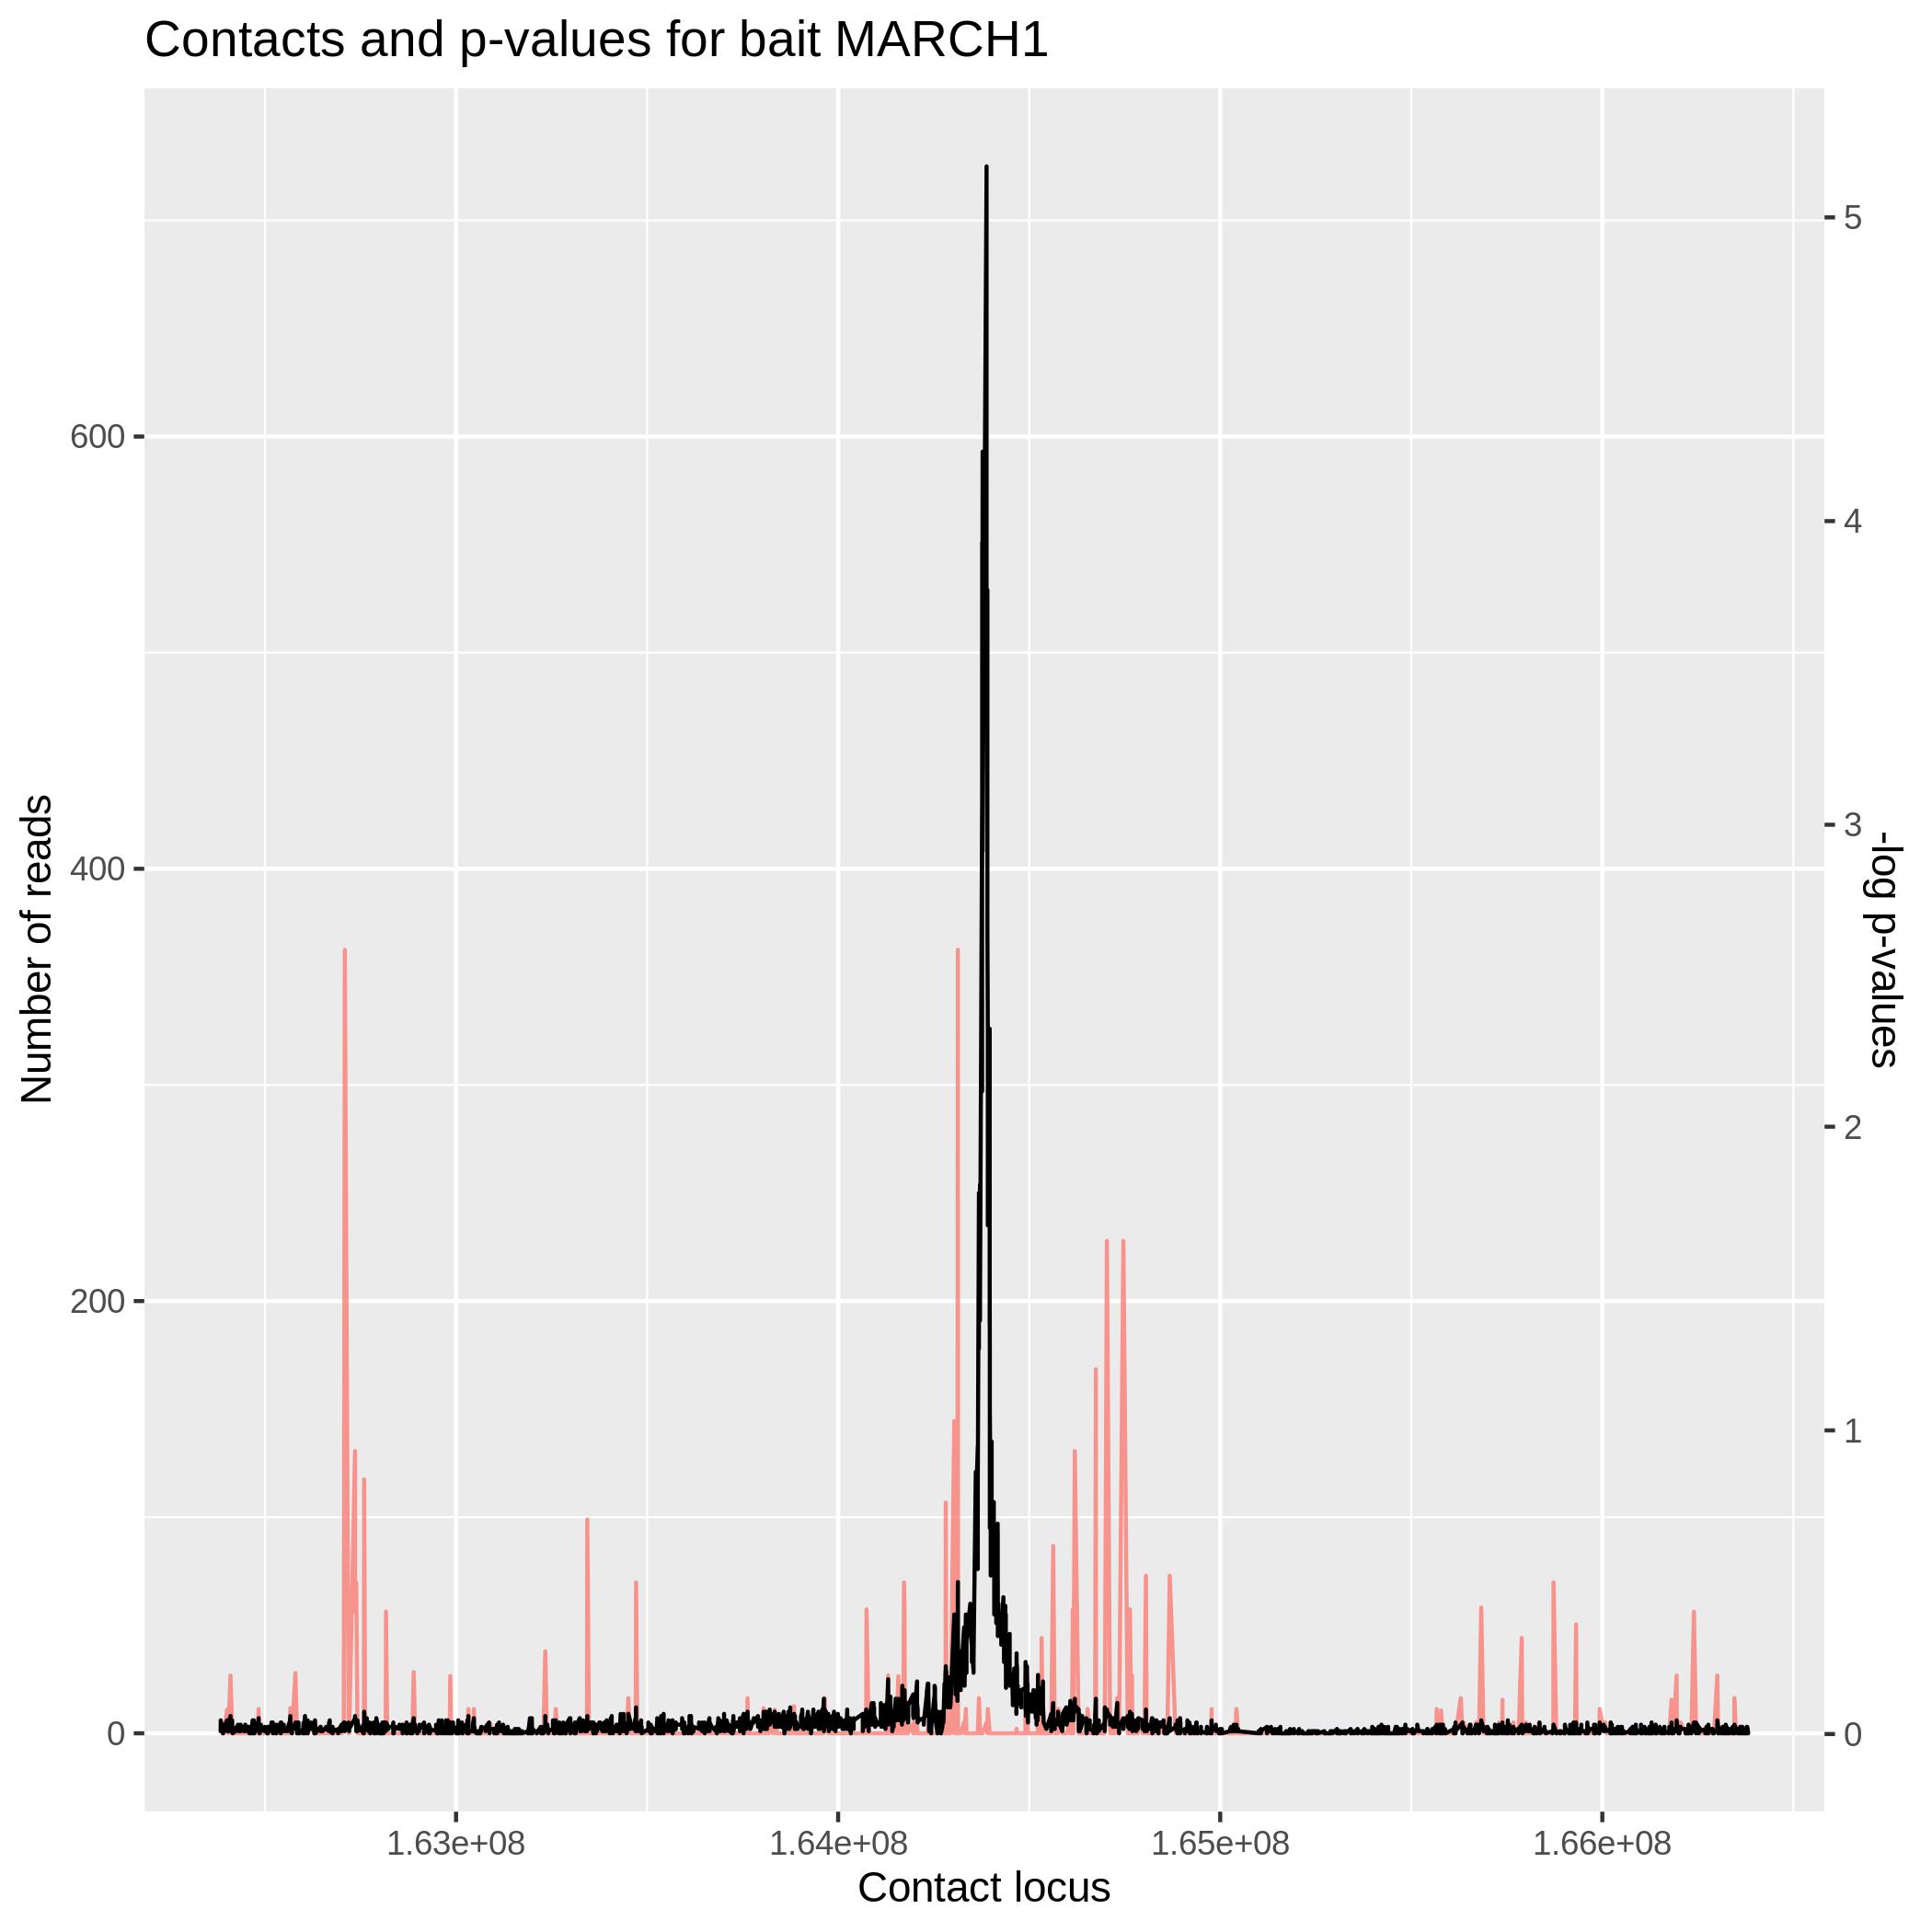 Contacts and p-values for bait MARCH1
Number of reads
600
400
200
0
5
4
3
2
1
0
-log p-values
1.63e+08
1.64e+08
1.65e+08
1.66e+08
Contact locus